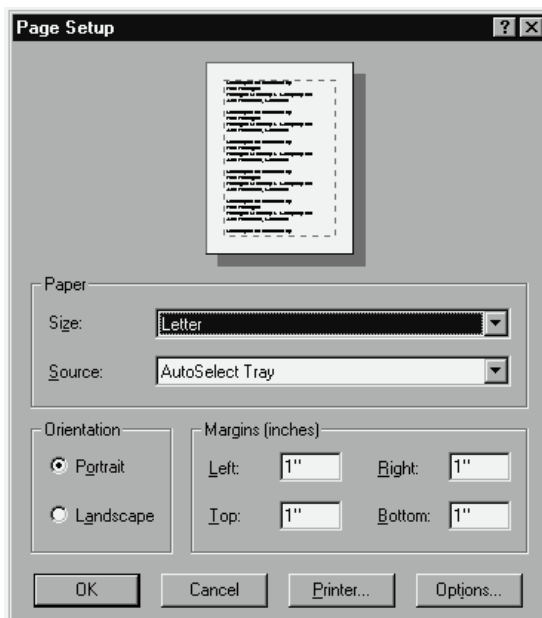 Page Setup
Paper
Size: Letter
Source: AutoSelect Tray
Orientation
Margins (inches)
Portrait
Left: 1" Right: 1"
Landscape
Top: 1" Bottom: 1"
OK Cancel Printer... Options...